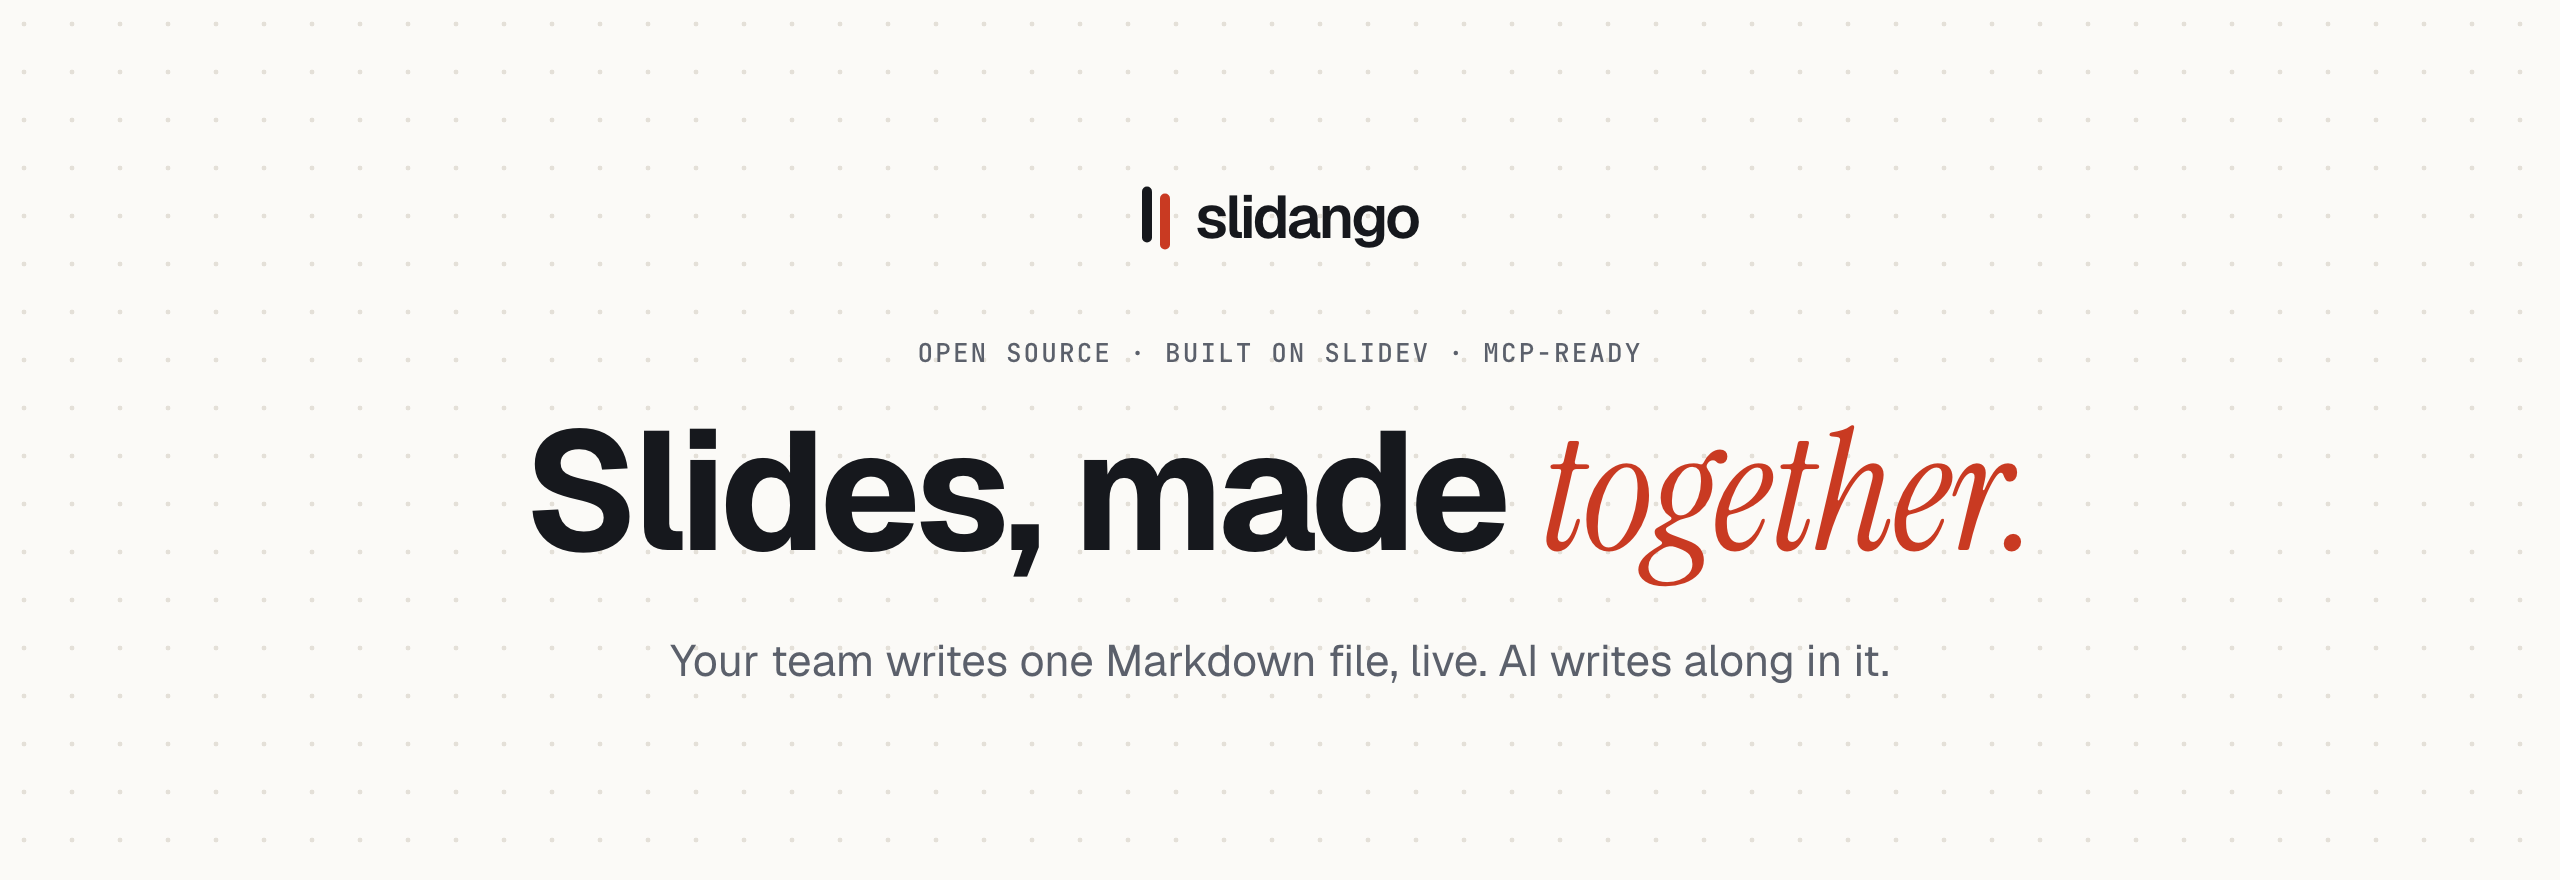 slidango
OPEN SOURCE · BUILT ON SLIDEV · MCP-READY
Slides, made together.
Your team writes one Markdown file, live. AI writes along in it.